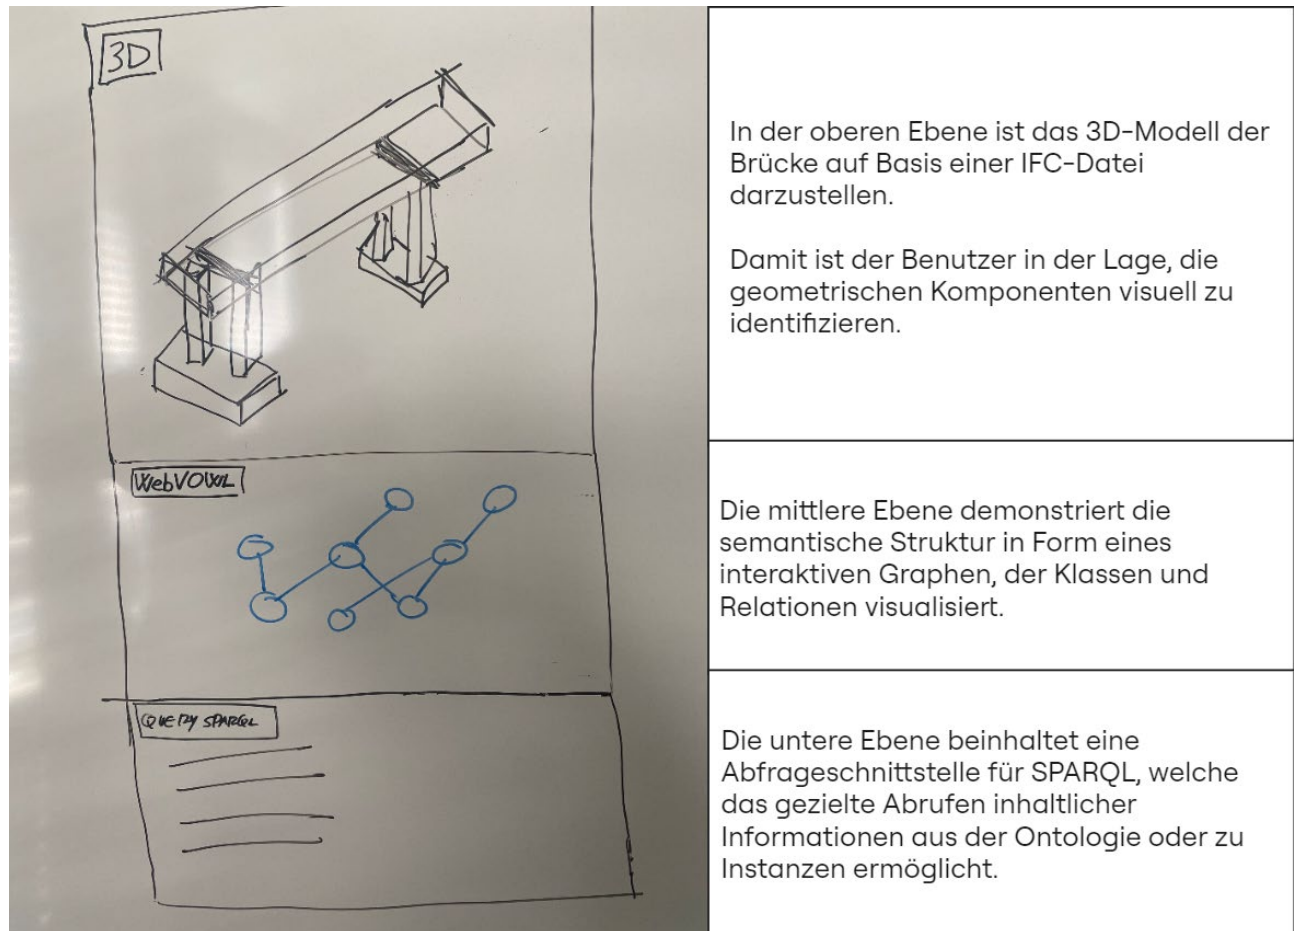 3D
In der oberen Ebene ist das 3D-Modell der
Brücke auf Basis einer IFC-Datei
darzustellen.
Damit ist der Benutzer in der Lage, die
geometrischen Komponenten visuell zu
identifizieren.
WebVOWL
Die mittlere Ebene demonstriert die
semantische Struktur in Form eines
interaktiven Graphen, der Klassen und
Relationen visualisiert.
QUERY SPARQL
Die untere Ebene beinhaltet eine
Abfrageschnittstelle für SPARQL, welche
das gezielte Abrufen inhaltlicher
Informationen aus der Ontologie oder zu
Instanzen ermöglicht.